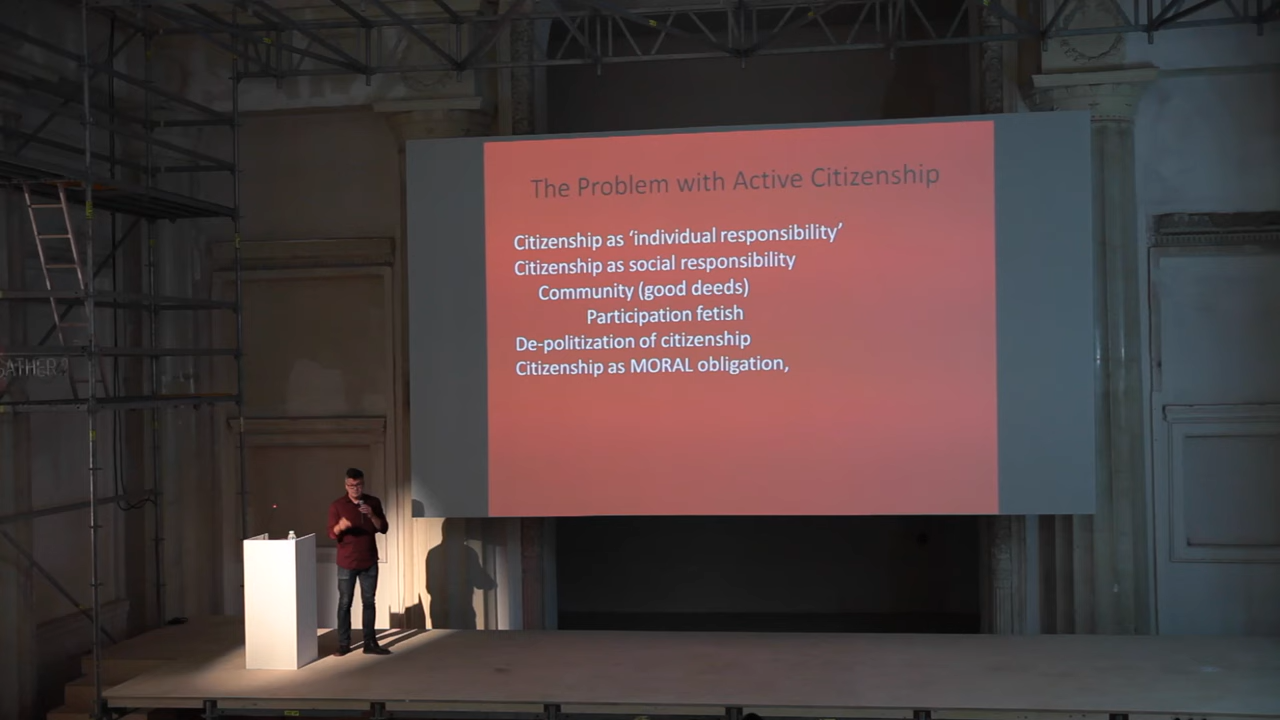 The Problem with Active Citizenship
Citizenship as ‘individual responsibility’
Citizenship as social responsibility
Community (good deeds)
Participation fetish
De-politization of citizenship
Citizenship as MORAL obligation,